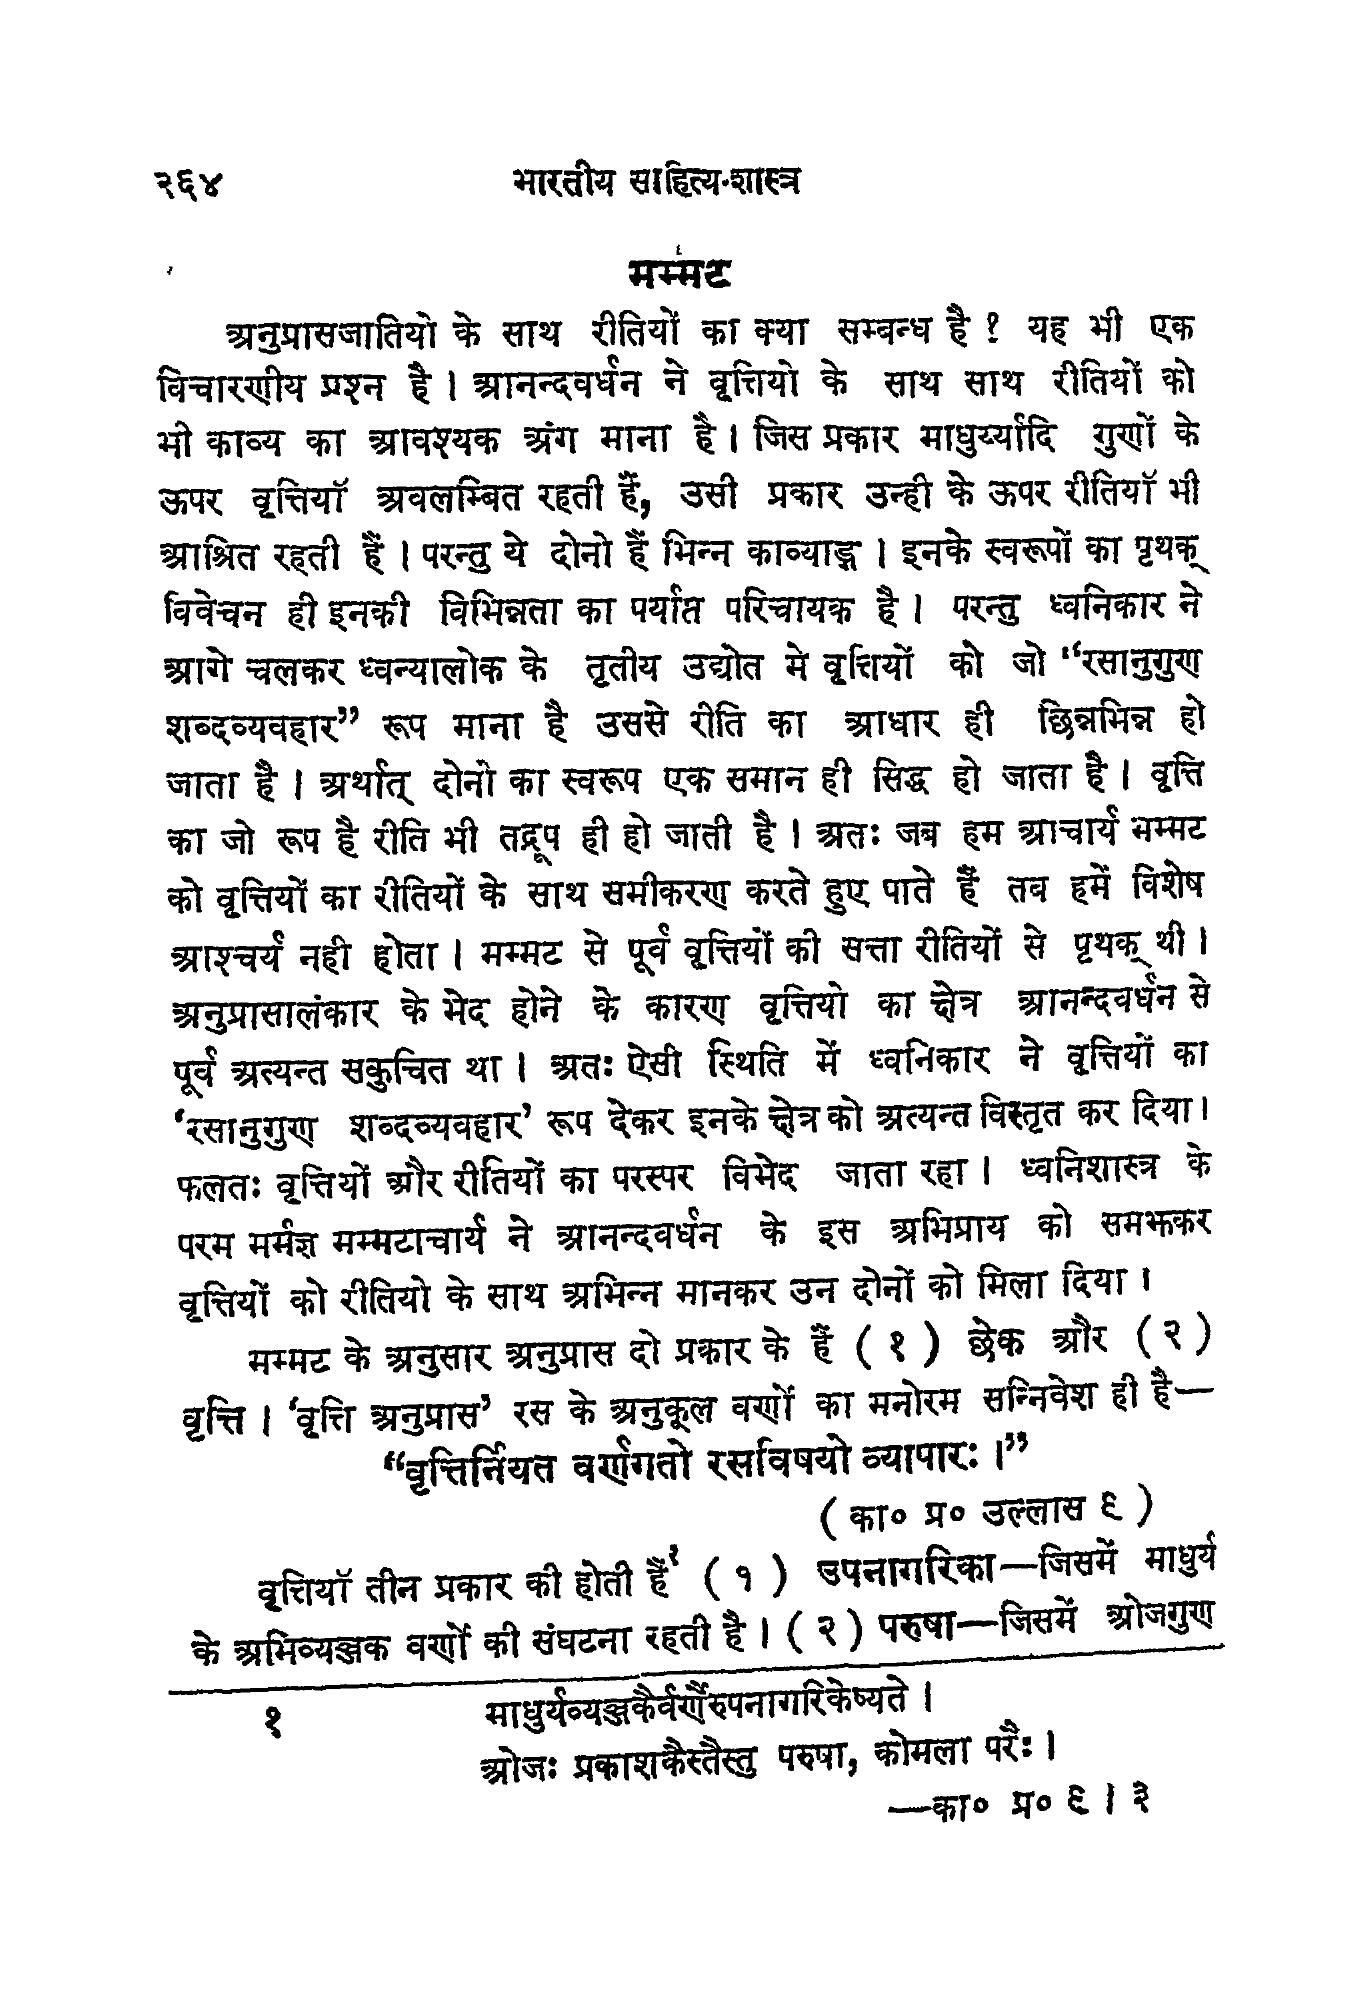 २६४ भारतीय साहित्य-शास्त्र
मम्मट
अनुप्रासजातियो के साथ रीतियों का क्या सम्बन्ध है ? यह भी एक
विचारणीय प्रश्न है । आनन्दवर्धन ने वृत्तियो के साथ साथ रीतियों को
भी काव्य का आवश्यक अंग माना है । जिस प्रकार माधुर्य्यादि गुणों के
ऊपर वृत्तियॉ अवलम्बित रहती हैं, उसी प्रकार उन्ही के ऊपर रीतियॉ भी
आश्रित रहती हैं । परन्तु ये दोनो हैं भिन्न काव्याङ्ग । इनके स्वरूपों का पृथक्
विवेचन ही इनकी विभिन्नता का पर्याप्त परिचायक है । परन्तु ध्वनिकार ने
आगे चलकर ध्वन्यालोक के तृतीय उद्योत मे वृत्तियों को जो “रसानुगुण
शब्दव्यवहार” रूप माना है उससे रीति का आधार ही छिन्नभिन्न हो
जाता है । अर्थात् दोनो का स्वरूप एक समान ही सिद्ध हो जाता है । वृत्ति
का जो रूप है रीति भी तद्रूप ही हो जाती है । अतः जब हम आचार्य मम्मट
को वृत्तियों का रीतियों के साथ समीकरण करते हुए पाते हैं तब हमें विशेष
आश्चर्य नही होता । मम्मट से पूर्व वृत्तियों की सत्ता रीतियों से पृथक् थी ।
अनुप्रासालंकार के भेद होने के कारण वृत्तियो का क्षेत्र आनन्दवर्धन से
पूर्व अत्यन्त सकुचित था । अतः ऐसी स्थिति में ध्वनिकार ने वृत्तियों का
‘रसानुगुण शब्दव्यवहार’ रूप देकर इनके क्षेत्र को अत्यन्त विस्तृत कर दिया ।
फलतः वृत्तियों और रीतियों का परस्पर विभेद जाता रहा । ध्वनिशास्त्र के
परम मर्मज्ञ मम्मटाचार्य ने आनन्दवर्धन के इस अभिप्राय को समझकर
वृत्तियों को रीतियो के साथ अभिन्न मानकर उन दोनों को मिला दिया ।
मम्मट के अनुसार अनुप्रास दो प्रकार के हैं ( १ ) छेक और ( २ )
वृत्ति । ‘वृत्ति अनुप्रास’ रस के अनुकूल वर्णों का मनोरम सन्निवेश ही है—
“वृत्तिर्नियत वर्णगतो रसविषयो व्यापारः ।”
( का० प्र० उल्लास ९ )
वृत्तियॉ तीन प्रकार की होती हैं¹ ( १ ) उपनागरिका—जिसमें माधुर्य
के अभिव्यञ्जक वर्णों की संघटना रहती है । ( २ ) परुषा—जिसमें ओजगुण
१ माधुर्यव्यञ्जकैर्वर्णैरुपनागरिकेष्यते ।
ओजः प्रकाशकैस्तैस्तु परुषा, कोमला परैः ।
—का० प्र० ९ । ३